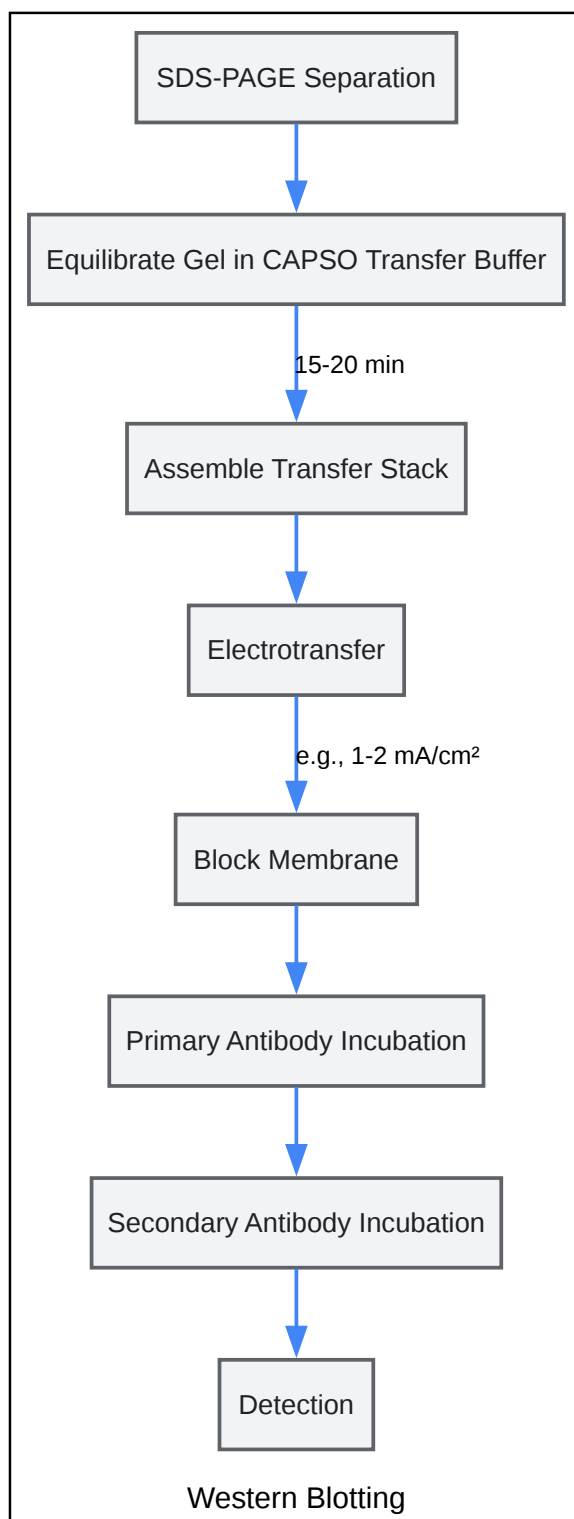 SDS-PAGE Separation
Equilibrate Gel in CAPSO Transfer Buffer
15-20 min
Assemble Transfer Stack
Electrotransfer
e.g., 1-2 mA/cm²
Block Membrane
Primary Antibody Incubation
Secondary Antibody Incubation
Detection
Western Blotting